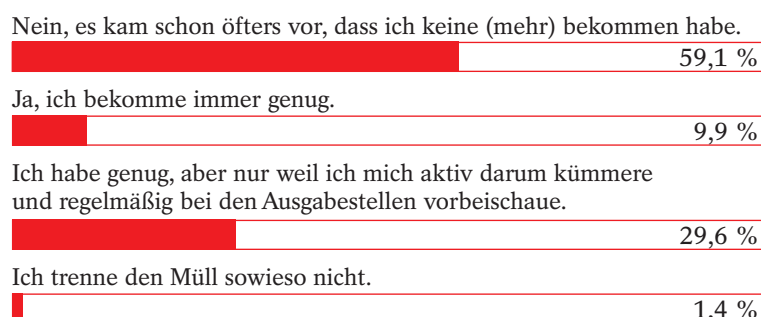 Nein, es kam schon öfters vor, dass ich keine (mehr) bekommen habe.
59,1 %
Ja, ich bekomme immer genug.
9,9 %
Ich habe genug, aber nur weil ich mich aktiv darum kümmere
und regelmäßig bei den Ausgabestellen vorbeischaue.
29,6 %
Ich trenne den Müll sowieso nicht.
1,4 %